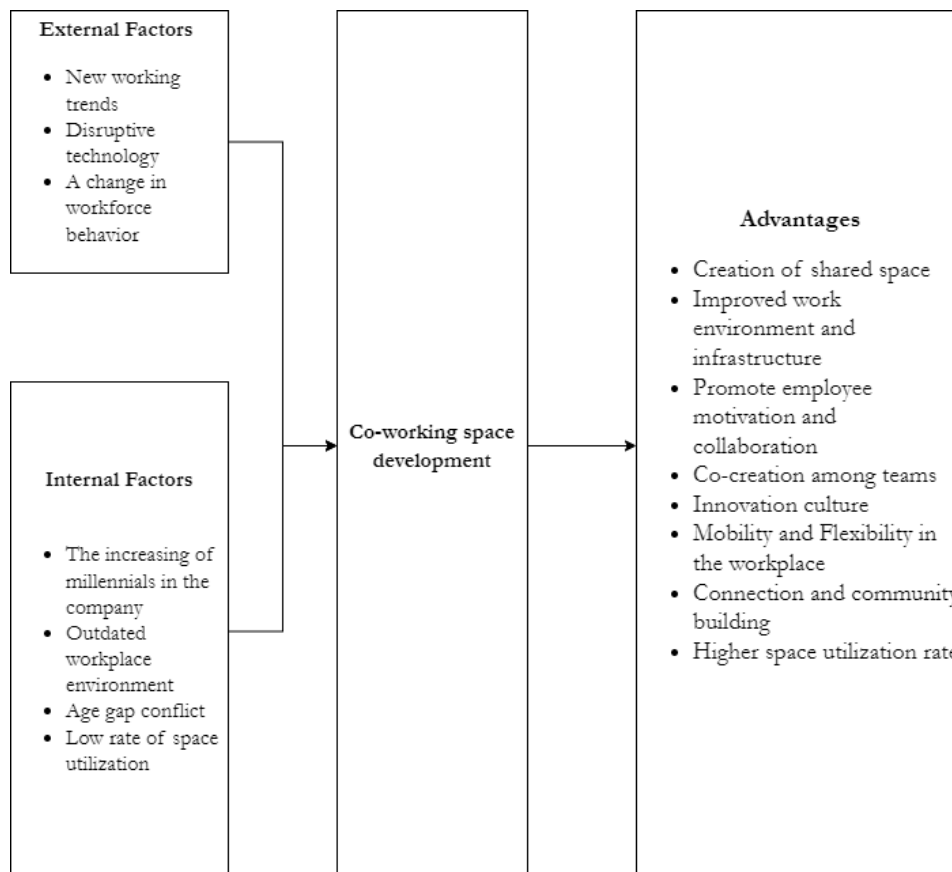 External Factors
• New working
trends
• Disruptive
technology
• A change in
workforce
behavior
Internal Factors
• The increasing of
millennials in the
company
• Outdated
workplace
environment
• Age gap conflict
• Low rate of space
utilization
Co-working space
development
Advantages
• Creation of shared space
• Improved work
environment and
infrastructure
• Promote employee
motivation and
collaboration
• Co-creation among teams
• Innovation culture
• Mobility and Flexibility in
the workplace
• Connection and community
building
• Higher space utilization rate